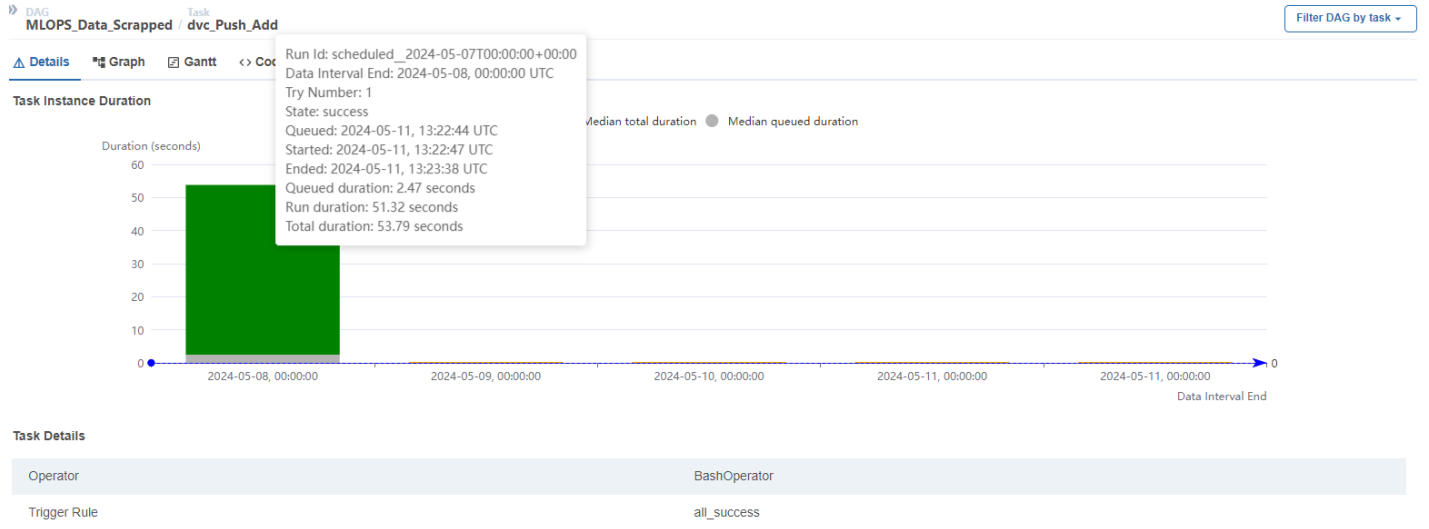 DAG
Task
MLOPS_Data_Scrapped / dvc_Push_Add
Filter DAG by task
Details
Graph
Gantt
<>
Run Id: scheduled__2024-05-07T00:00:00+00:00
Data Interval End: 2024-05-08, 00:00:00 UTC
Try Number: 1
State: success
Queued: 2024-05-11, 13:22:44 UTC
Started: 2024-05-11, 13:22:47 UTC
Ended: 2024-05-11, 13:23:38 UTC
Queued duration: 2.47 seconds
Run duration: 51.32 seconds
Total duration: 53.79 seconds
Task Instance Duration
Median total duration
Median queued duration
Duration (seconds)
60
50
40
30
20
10
0
0
2024-05-08, 00:00:00
2024-05-09, 00:00:00
2024-05-10, 00:00:00
2024-05-11, 00:00:00
2024-05-11, 00:00:00
Data Interval End
Task Details
Operator
BashOperator
Trigger Rule
all_success